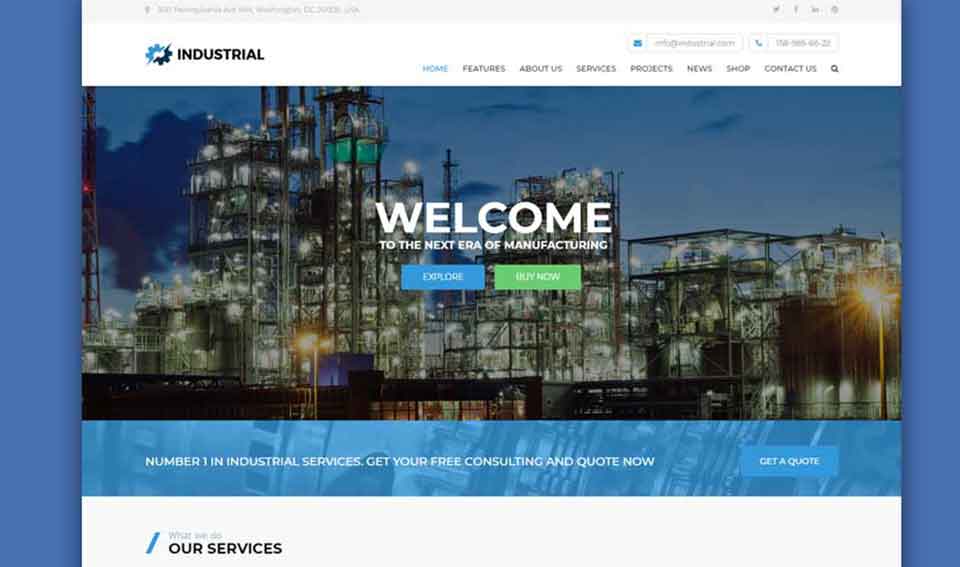 Pennsylvania Ave NW, Washington, DC 20008, USA
INDUSTRIAL
info@industrial.com
158-985-66-22
HOME FEATURES ABOUT US SERVICES PROJECTS NEWS SHOP CONTACT US
WELCOME
TO THE NEXT ERA OF MANUFACTURING
EXPLORE BUY NOW
NUMBER 1 IN INDUSTRIAL SERVICES. GET YOUR FREE CONSULTING AND QUOTE NOW
GET A QUOTE
What we do
OUR SERVICES